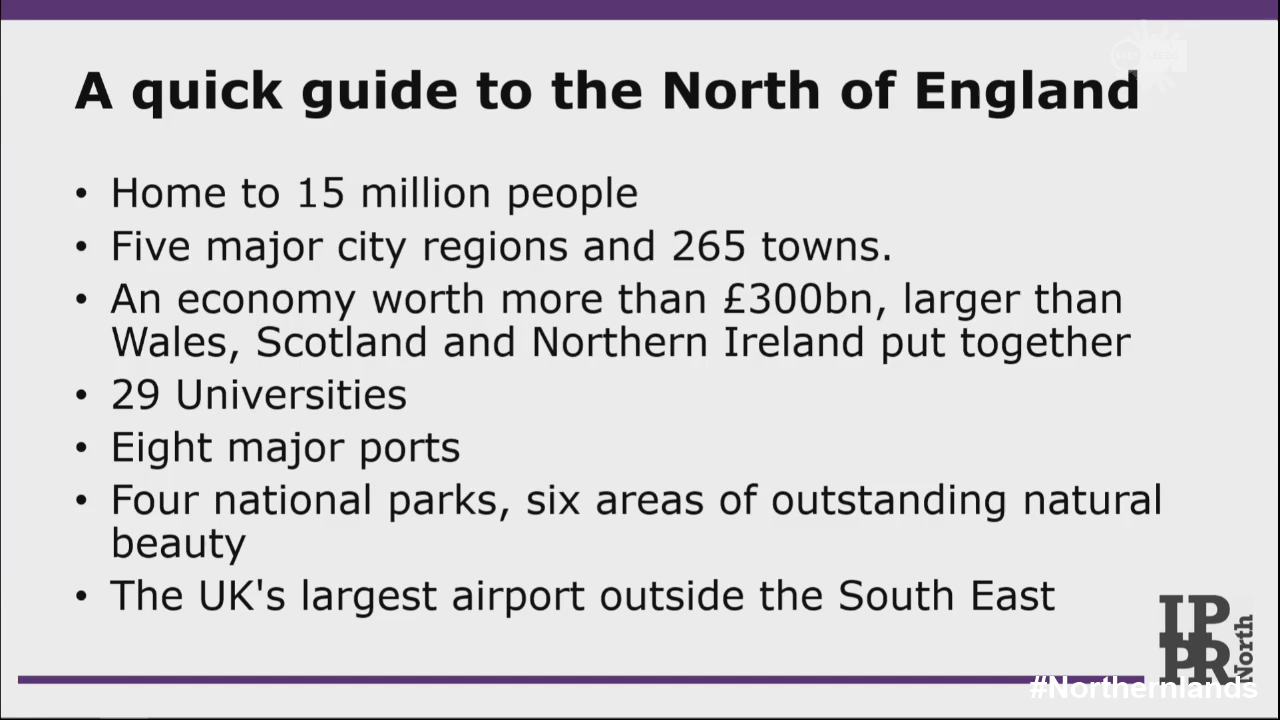 A quick guide to the North of England
• Home to 15 million people
• Five major city regions and 265 towns.
• An economy worth more than £300bn, larger than
Wales, Scotland and Northern Ireland put together
• 29 Universities
• Eight major ports
• Four national parks, six areas of outstanding natural
beauty
• The UK's largest airport outside the South East
IP
PR
North
#Northernlands